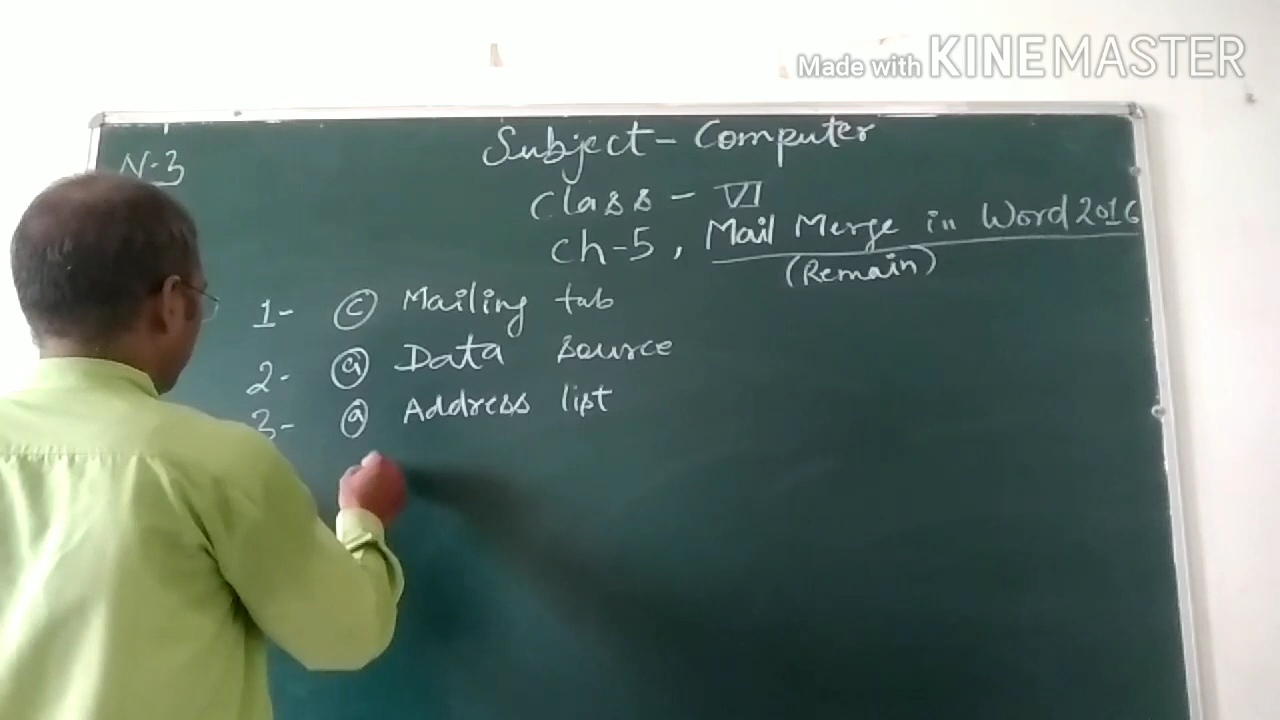 Made with KINEMASTER
N-3
Subject - Computer
Class - VI
Ch-5, Mail Merge in Word 2016
(Remain)
1- (c) Mailing tab
2- (a) Data source
3- (a) Address list